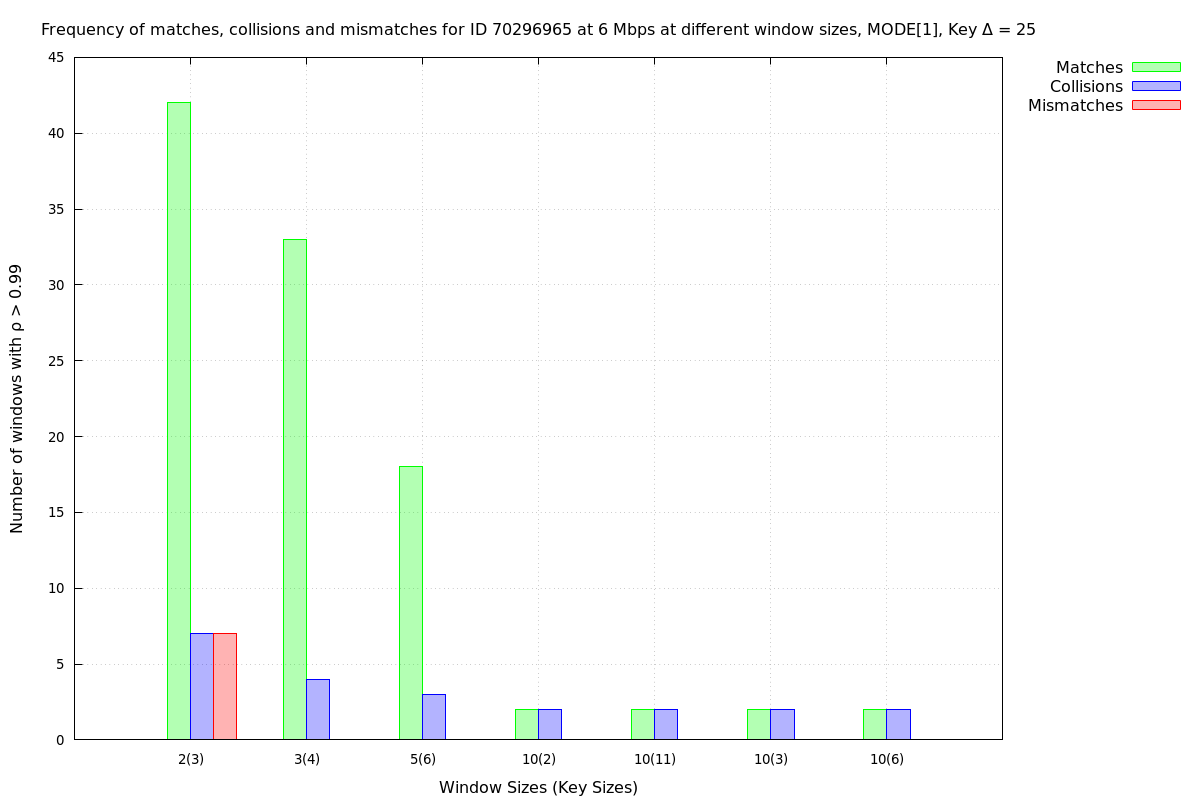 Frequency of matches, collisions and mismatches for ID 70296965 at 6 Mbps at different window sizes, MODE[1], Key Δ = 25
Matches
Collisions
Mismatches
Number of windows with ρ > 0.99
45
40
35
30
25
20
15
10
5
0
2(3) 3(4) 5(6) 10(2) 10(11) 10(3) 10(6)
Window Sizes (Key Sizes)